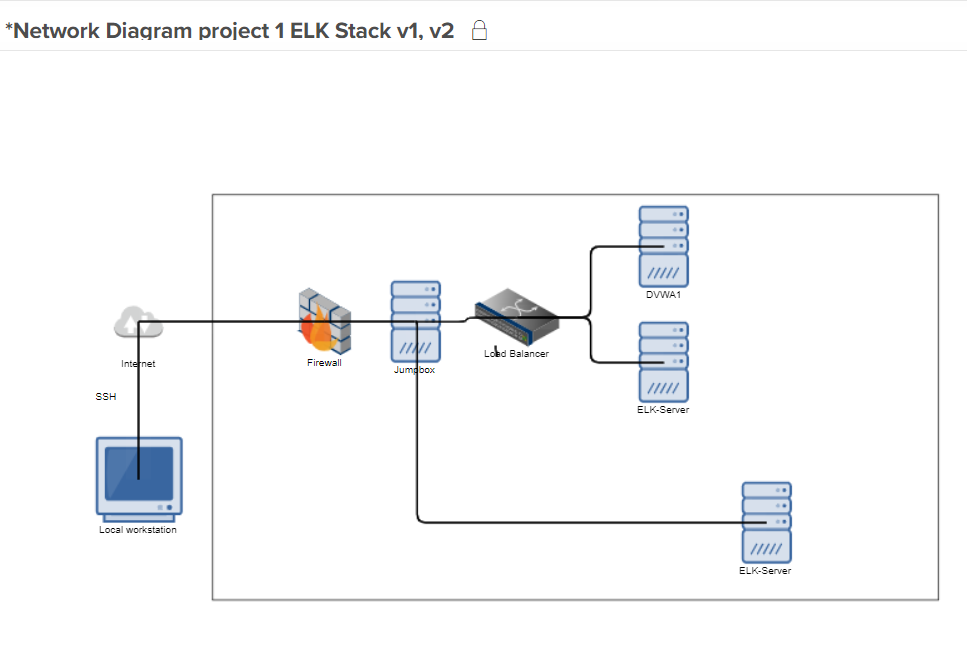 *Network Diagram project 1 ELK Stack v1, v2
DVWA1
Internet
Firewall
Jumpbox
Load Balancer
SSH
ELK-Server
Local workstation
ELK-Server